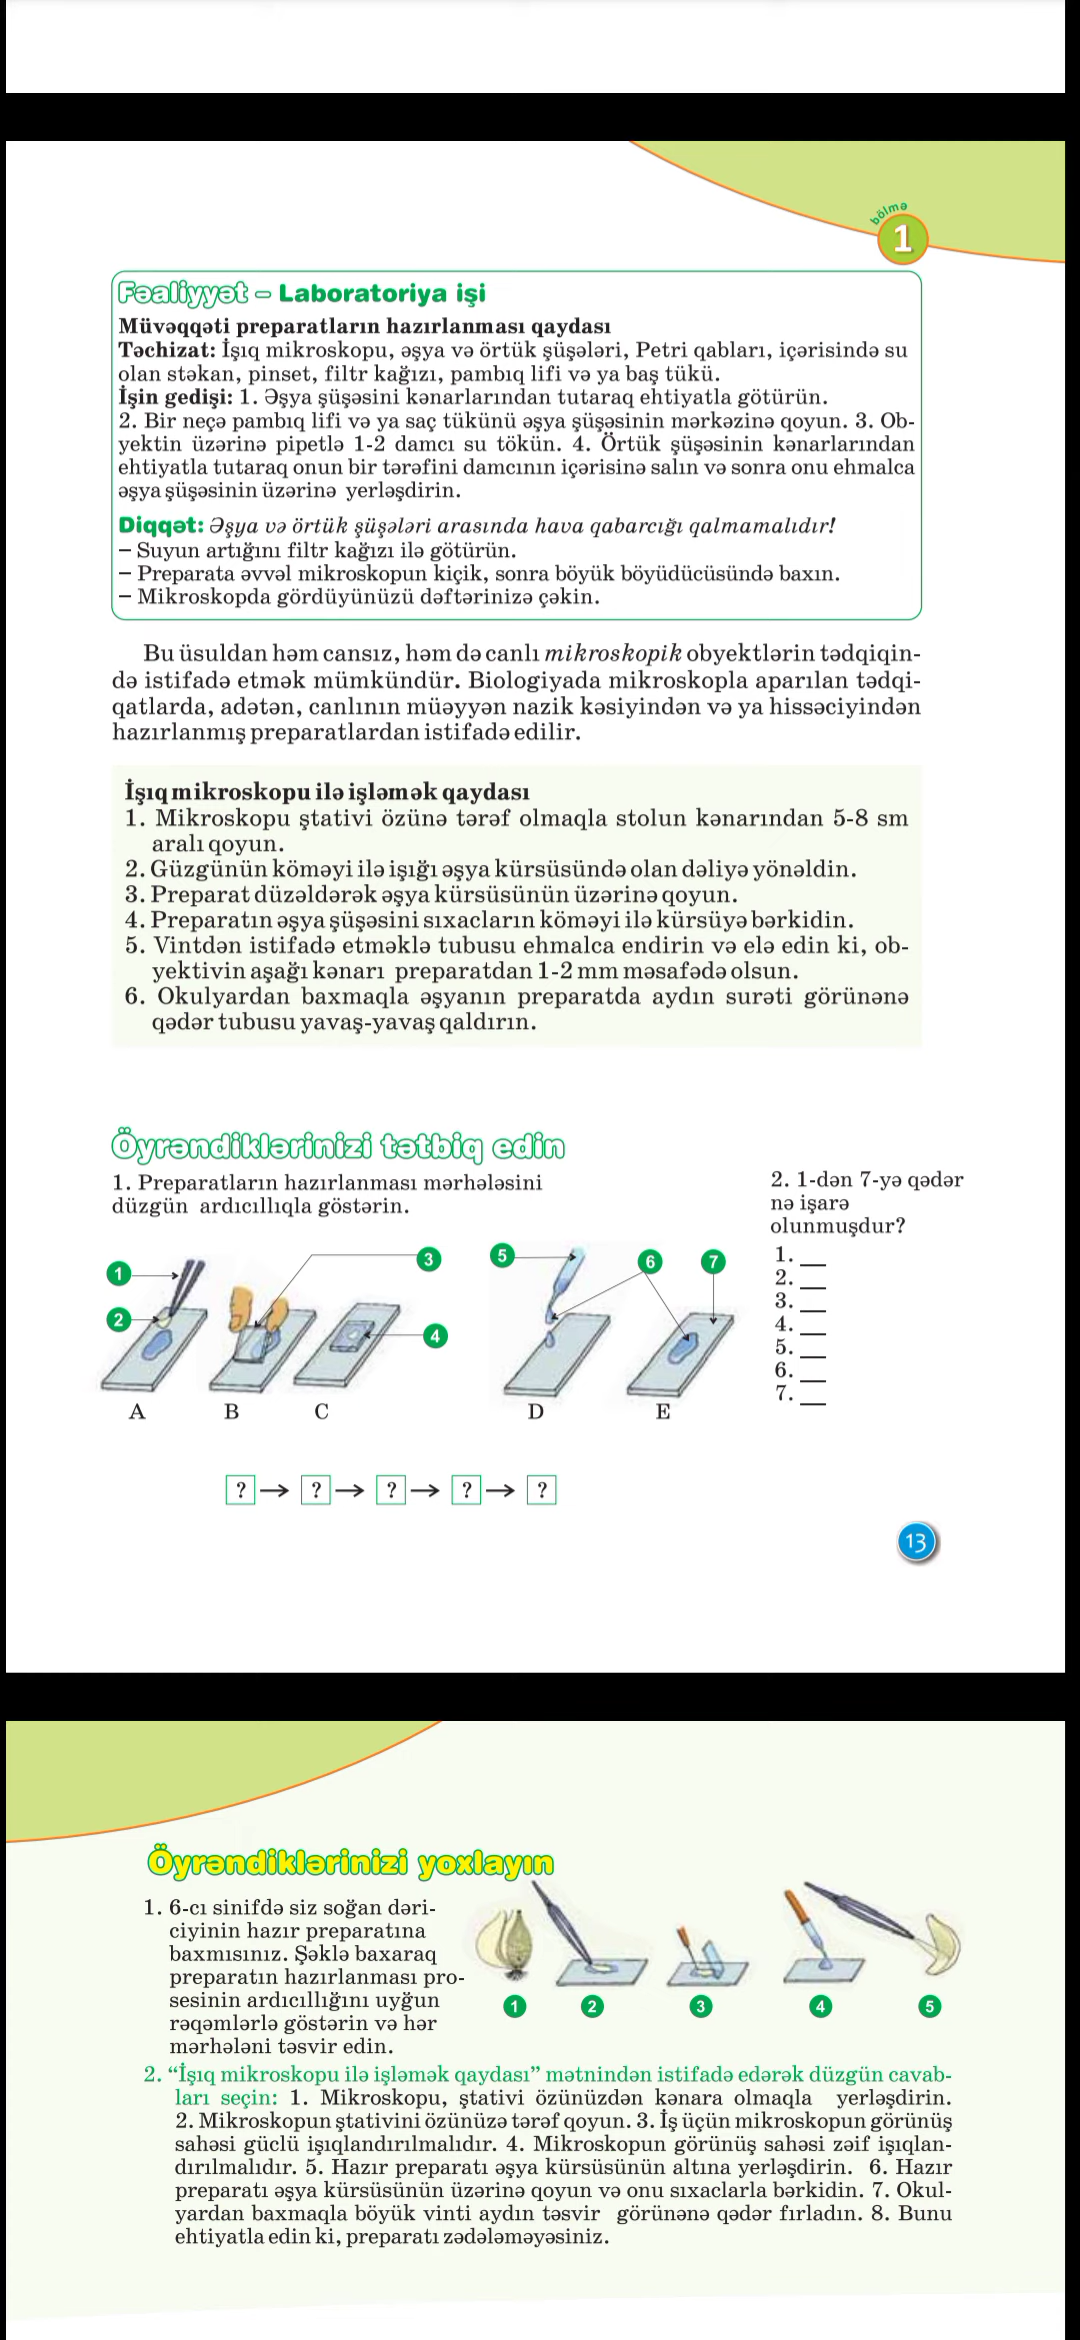 bölmə
1
Fəaliyyət – Laboratoriya işi
Müvəqqəti preparatların hazırlanması qaydası
Təchizat: İşıq mikroskopu, əşya və örtük şüşələri, Petri qabları, içərisində su
olan stəkan, pinset, filtr kağızı, pambıq lifi və ya baş tükü.
İşin gedişi: 1. Əşya şüşəsini kənarlarından tutaraq ehtiyatla götürün.
2. Bir neçə pambıq lifi və ya saç tükünü əşya şüşəsinin mərkəzinə qoyun. 3. Ob-
yektin üzərinə pipetlə 1-2 damcı su tökün. 4. Örtük şüşəsinin kənarlarından
ehtiyatla tutaraq onun bir tərəfini damcının içərisinə salın və sonra onu ehmalca
əşya şüşəsinin üzərinə yerləşdirin.
Diqqət: Əşya və örtük şüşələri arasında hava qabarcığı qalmamalıdır!
– Suyun artığını filtr kağızı ilə götürün.
– Preparata əvvəl mikroskopun kiçik, sonra böyük böyüdücüsündə baxın.
– Mikroskopda gördüyünüzü dəftərinizə çəkin.
Bu üsuldan həm cansız, həm də canlı mikroskopik obyektlərin tədqiqin-
də istifadə etmək mümkündür. Biologiyada mikroskopla aparılan tədqi-
qatlarda, adətən, canlının müəyyən nazik kəsiyindən və ya hissəciyindən
hazırlanmış preparatlardan istifadə edilir.
İşıq mikroskopu ilə işləmək qaydası
1. Mikroskopu ştativi özünə tərəf olmaqla stolun kənarından 5-8 sm
aralı qoyun.
2. Güzgünün köməyi ilə işığı əşya kürsüsündə olan dəliyə yönəldin.
3. Preparat düzəldərək əşya kürsüsünün üzərinə qoyun.
4. Preparatın əşya şüşəsini sıxacların köməyi ilə kürsüyə bərkidin.
5. Vintdən istifadə etməklə tubusu ehmalca endirin və elə edin ki, ob-
yektivin aşağı kənarı preparatdan 1-2 mm məsafədə olsun.
6. Okulyardan baxmaqla əşyanın preparatda aydın surəti görünənə
qədər tubusu yavaş-yavaş qaldırın.
Öyrəndiklərinizi tətbiq edin
1. Preparatların hazırlanması mərhələsini
düzgün ardıcıllıqla göstərin.
1
2
3
4
5
6
7
A B C D E
? → ? → ? → ? → ?
2. 1-dən 7-yə qədər
nə işarə
olunmuşdur?
1. __
2. __
3. __
4. __
5. __
6. __
7. __
13
Öyrəndiklərinizi yoxlayın
1. 6-cı sinifdə siz soğan dəri-
ciyinin hazır preparatına
baxmısınız. Şəklə baxaraq
preparatın hazırlanması pro-
sesinin ardıcıllığını uyğun
rəqəmlərlə göstərin və hər
mərhələni təsvir edin.
1 2 3 4 5
2. “İşıq mikroskopu ilə işləmək qaydası” mətnindən istifadə edərək düzgün cavab-
ları seçin: 1. Mikroskopu, ştativi özünüzdən kənara olmaqla yerləşdirin.
2. Mikroskopun ştativini özünüzə tərəf qoyun. 3. İş üçün mikroskopun görünüş
sahəsi güclü işıqlandırılmalıdır. 4. Mikroskopun görünüş sahəsi zəif işıqlan-
dırılmalıdır. 5. Hazır preparatı əşya kürsüsünün altına yerləşdirin. 6. Hazır
preparatı əşya kürsüsünün üzərinə qoyun və onu sıxaclarla bərkidin. 7. Okul-
yardan baxmaqla böyük vinti aydın təsvir görünənə qədər fırladın. 8. Bunu
ehtiyatla edin ki, preparatı zədələməyəsiniz.